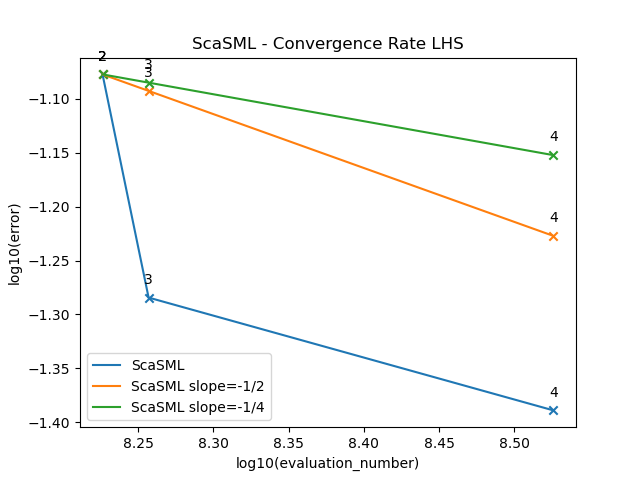 ScaSML - Convergence Rate LHS
2
3
3
4
4
3
4
−1.10
−1.15
−1.20
−1.25
−1.30
−1.35
−1.40
log10(error)
ScaSML
ScaSML slope=-1/2
ScaSML slope=-1/4
8.25 8.30 8.35 8.40 8.45 8.50
log10(evaluation_number)